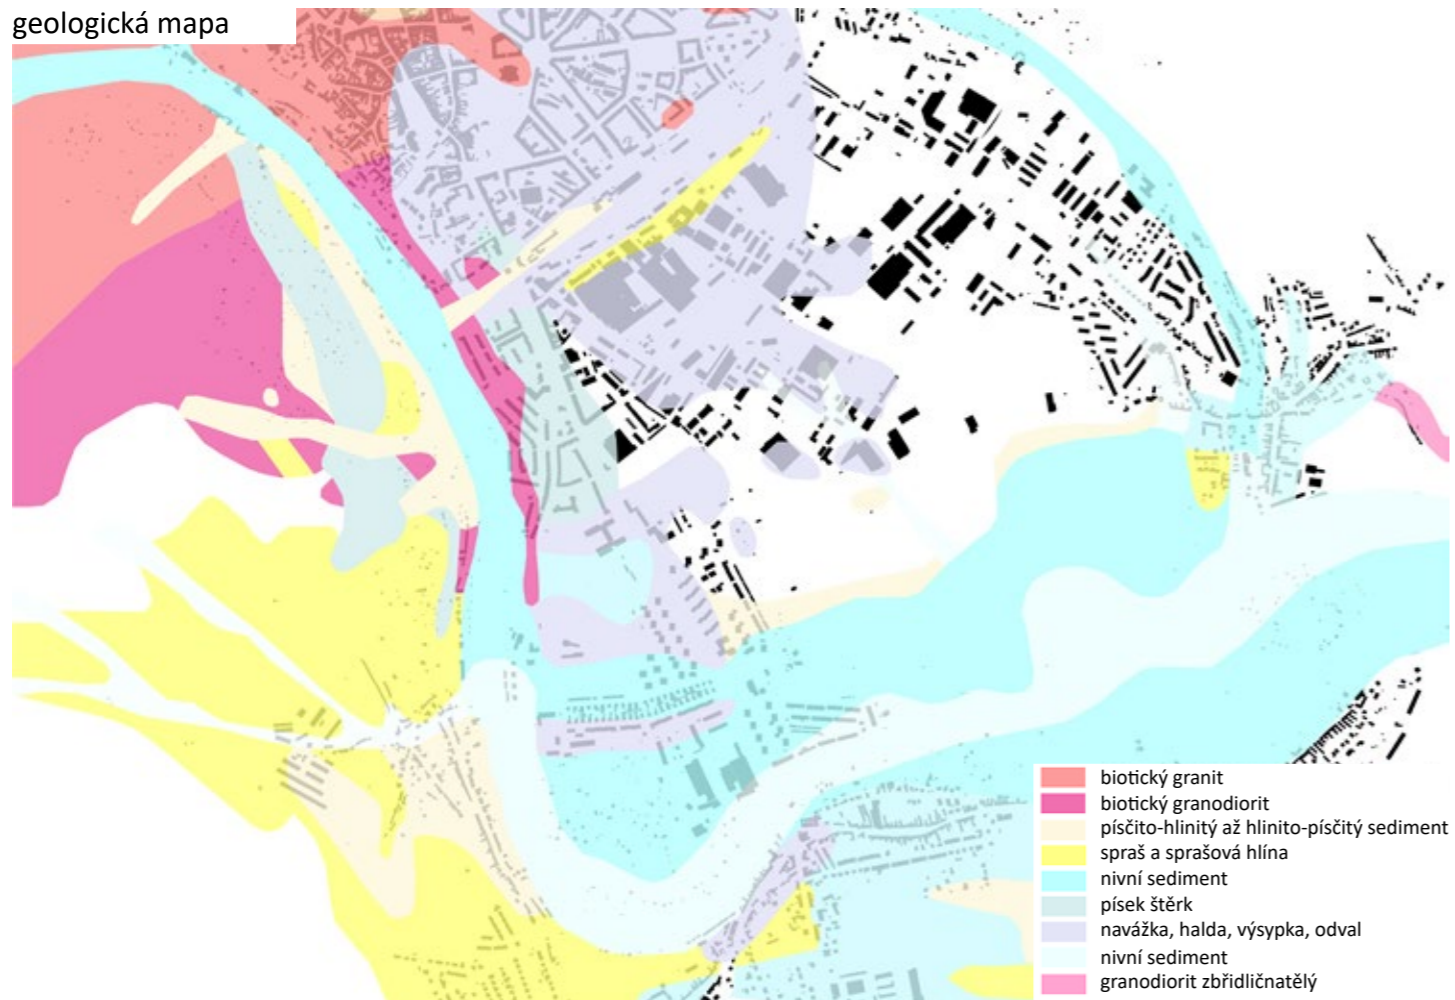 geologická mapa
biotický granit
biotický granodiorit
písčito-hlinitý až hlinito-písčitý sediment
spraš a sprašová hlína
nivní sediment
písek štěrk
navážka, halda, výsypka, odval
nivní sediment
granodiorit zbřidličnatělý